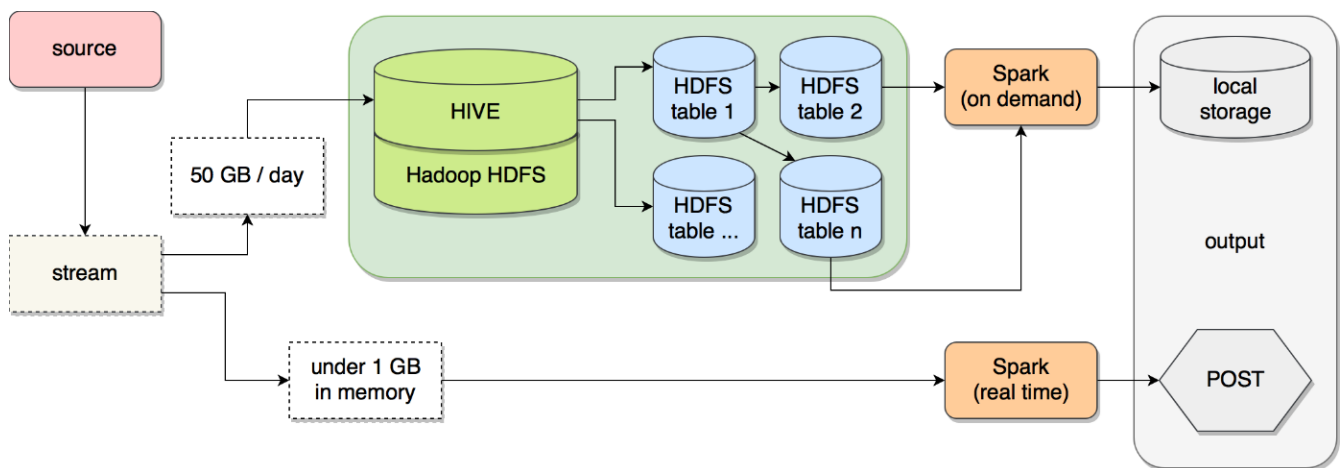 source
50 GB / day
stream
HIVE
Hadoop HDFS
HDFS
table 1
HDFS
table 2
HDFS
table ...
HDFS
table n
under 1 GB
in memory
Spark
(on demand)
Spark
(real time)
local
storage
output
POST